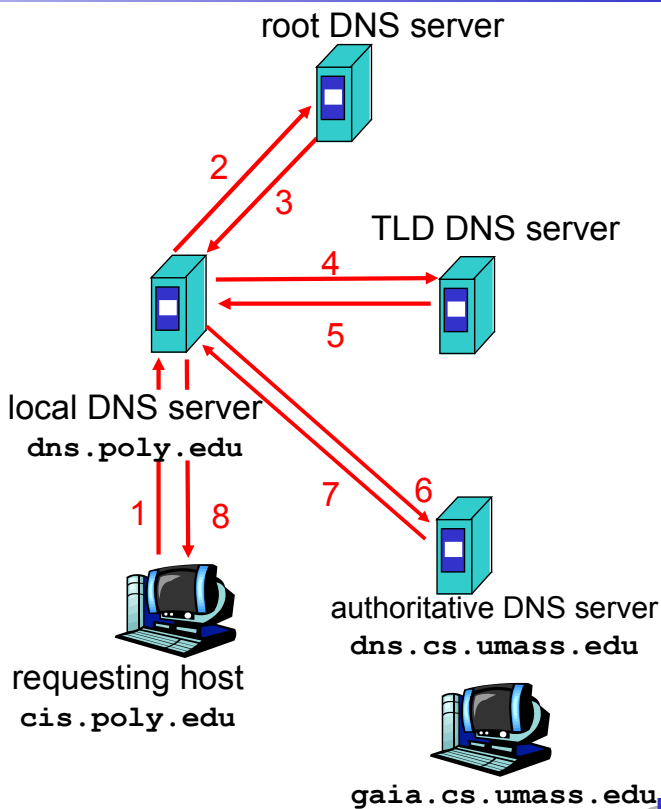 root DNS server
2
3
TLD DNS server
4
5
local DNS server
dns.poly.edu
1
8
7
6
authoritative DNS server
dns.cs.umass.edu
requesting host
cis.poly.edu
gaia.cs.umass.edu